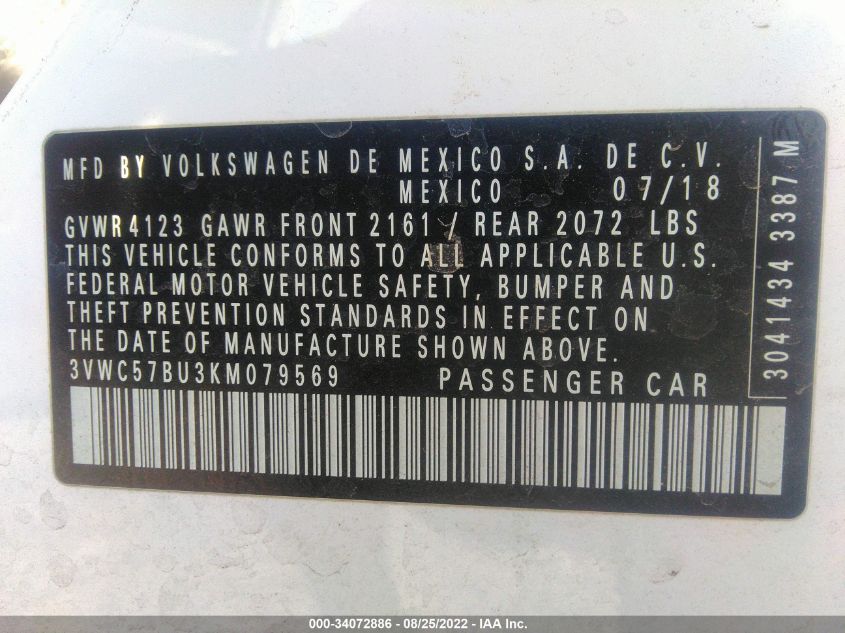 MFD BY VOLKSWAGEN DE MEXICO S.A. DE C.V.
MEXICO 07/18
GVWR 4123 GAWR FRONT 2161 / REAR 2072 LBS
THIS VEHICLE CONFORMS TO ALL APPLICABLE U.S.
FEDERAL MOTOR VEHICLE SAFETY, BUMPER AND
THEFT PREVENTION STANDARDS IN EFFECT ON
THE DATE OF MANUFACTURE SHOWN ABOVE.
3VWC57BU3KM079569 PASSENGER CAR
3041434 3387 M
000-34072886 - 08/25/2022 - IAA Inc.